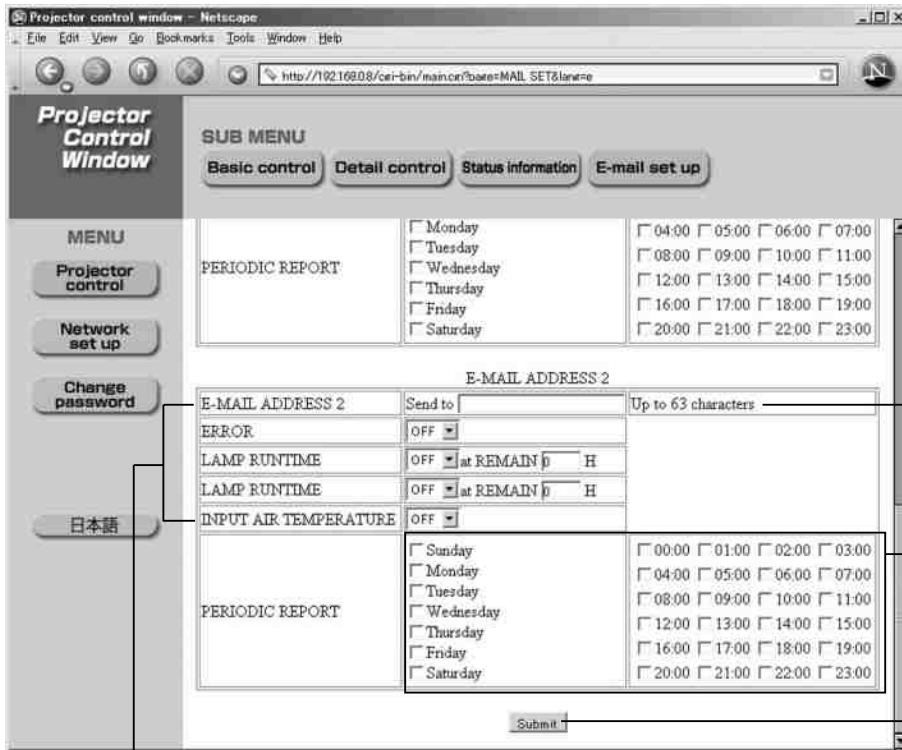 Projector control window - Netscape
File Edit View Go Bookmarks Tools Window Help
http://192.168.0.8/cgi-bin/main.cgi?page=MAIL_SET&lang=e
N
Projector
Control
Window
SUB MENU
Basic control Detail control Status information E-mail set up
MENU
Projector
control
Network
set up
Change
password
日本語
PERIODIC REPORT
Monday
Tuesday
Wednesday
Thursday
Friday
Saturday
04:00 05:00 06:00 07:00
08:00 09:00 10:00 11:00
12:00 13:00 14:00 15:00
16:00 17:00 18:00 19:00
20:00 21:00 22:00 23:00
E-MAIL ADDRESS 2
E-MAIL ADDRESS 2 Send to Up to 63 characters
ERROR OFF
LAMP RUNTIME OFF at REMAIN 0 H
LAMP RUNTIME OFF at REMAIN 0 H
INPUT AIR TEMPERATURE OFF
PERIODIC REPORT
Sunday
Monday
Tuesday
Wednesday
Thursday
Friday
Saturday
00:00 01:00 02:00 03:00
04:00 05:00 06:00 07:00
08:00 09:00 10:00 11:00
12:00 13:00 14:00 15:00
16:00 17:00 18:00 19:00
20:00 21:00 22:00 23:00
Submit